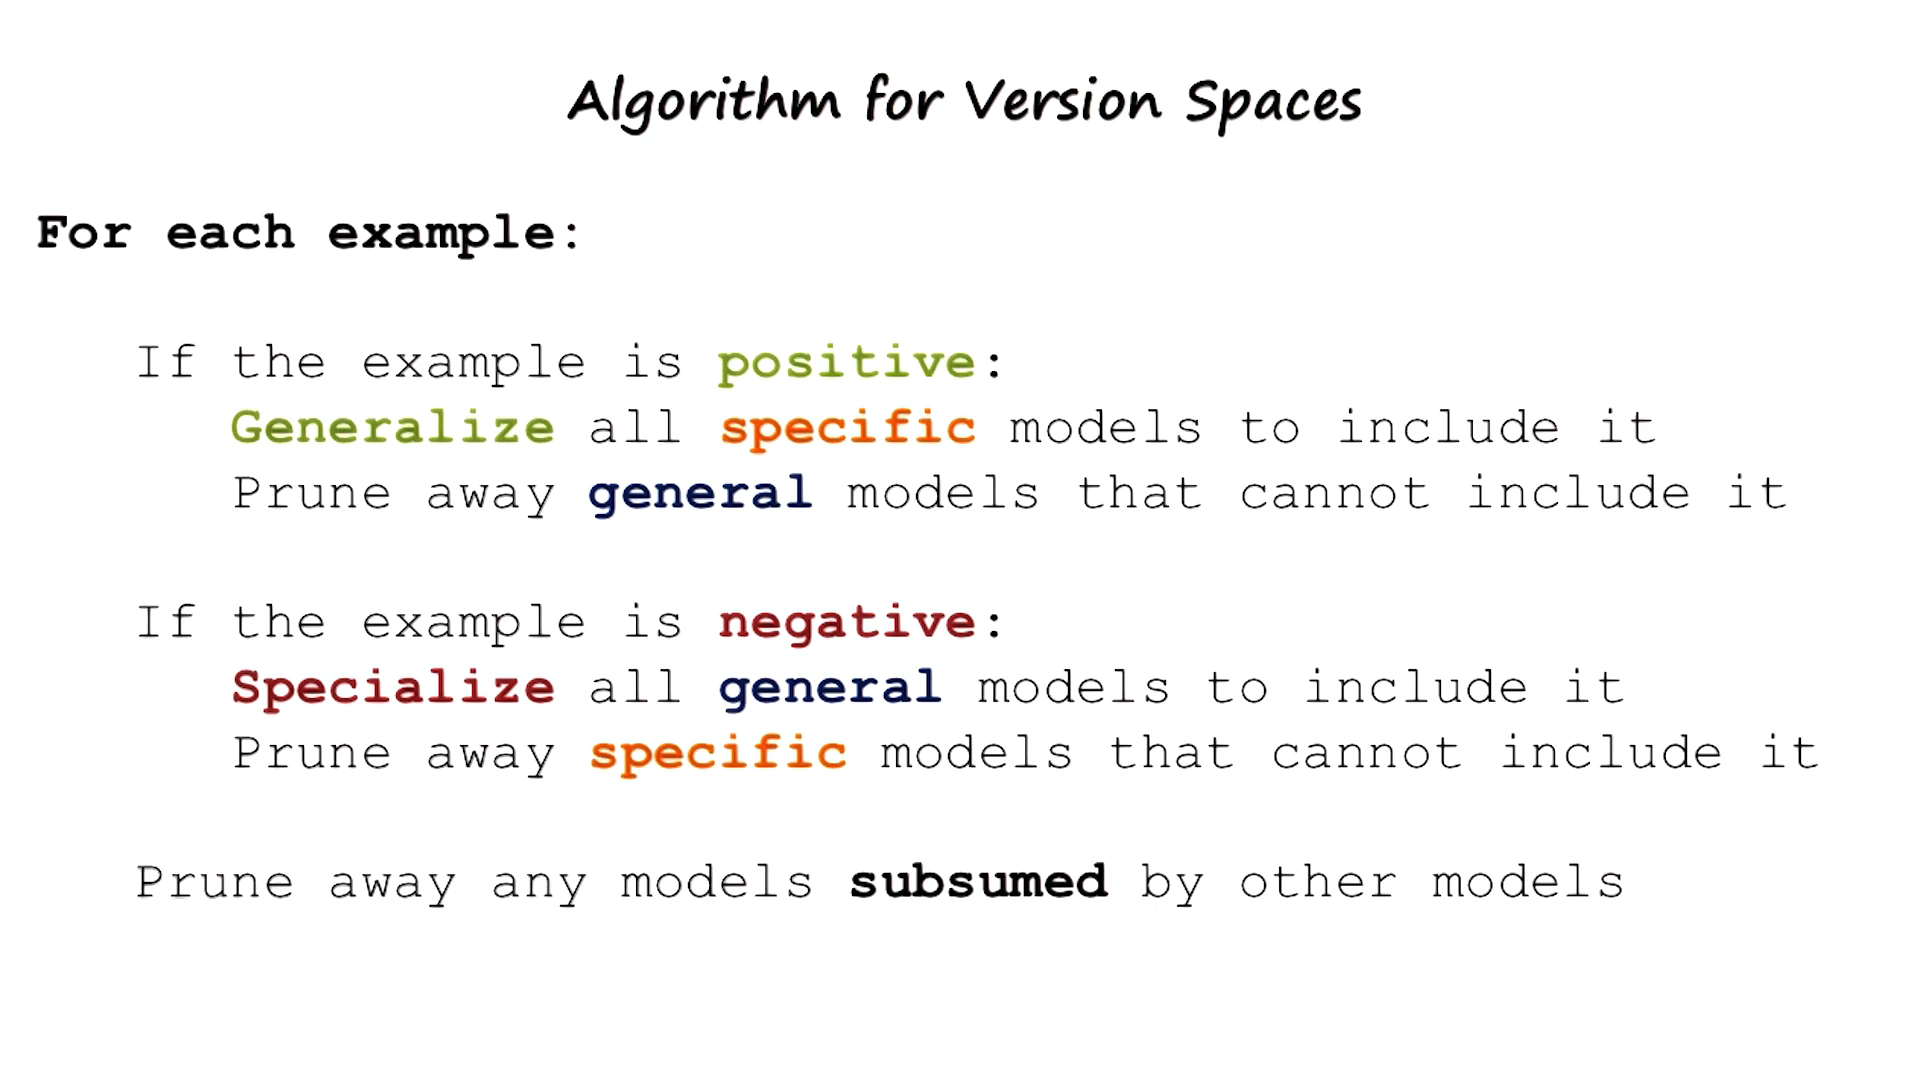 Algorithm for Version Spaces
For each example:
If the example is positive:
Generalize all specific models to include it
Prune away general models that cannot include it
If the example is negative:
Specialize all general models to include it
Prune away specific models that cannot include it
Prune away any models subsumed by other models